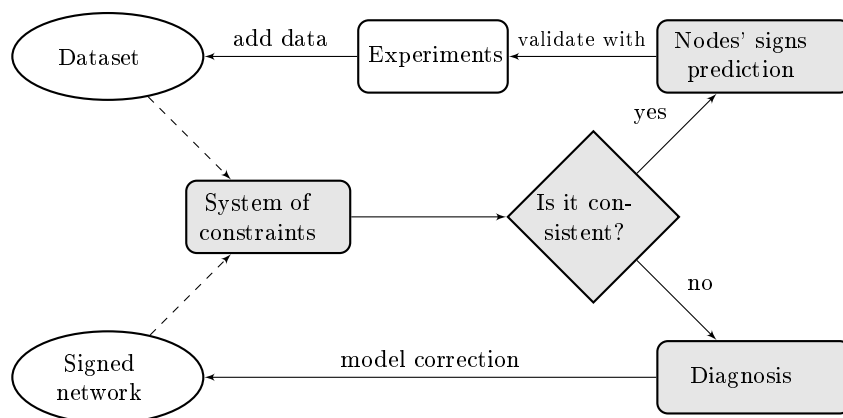 Dataset
add data
Experiments
validate with
Nodes' signs
prediction
yes
System of
constraints
Is it con-
sistent?
no
Signed
network
model correction
Diagnosis